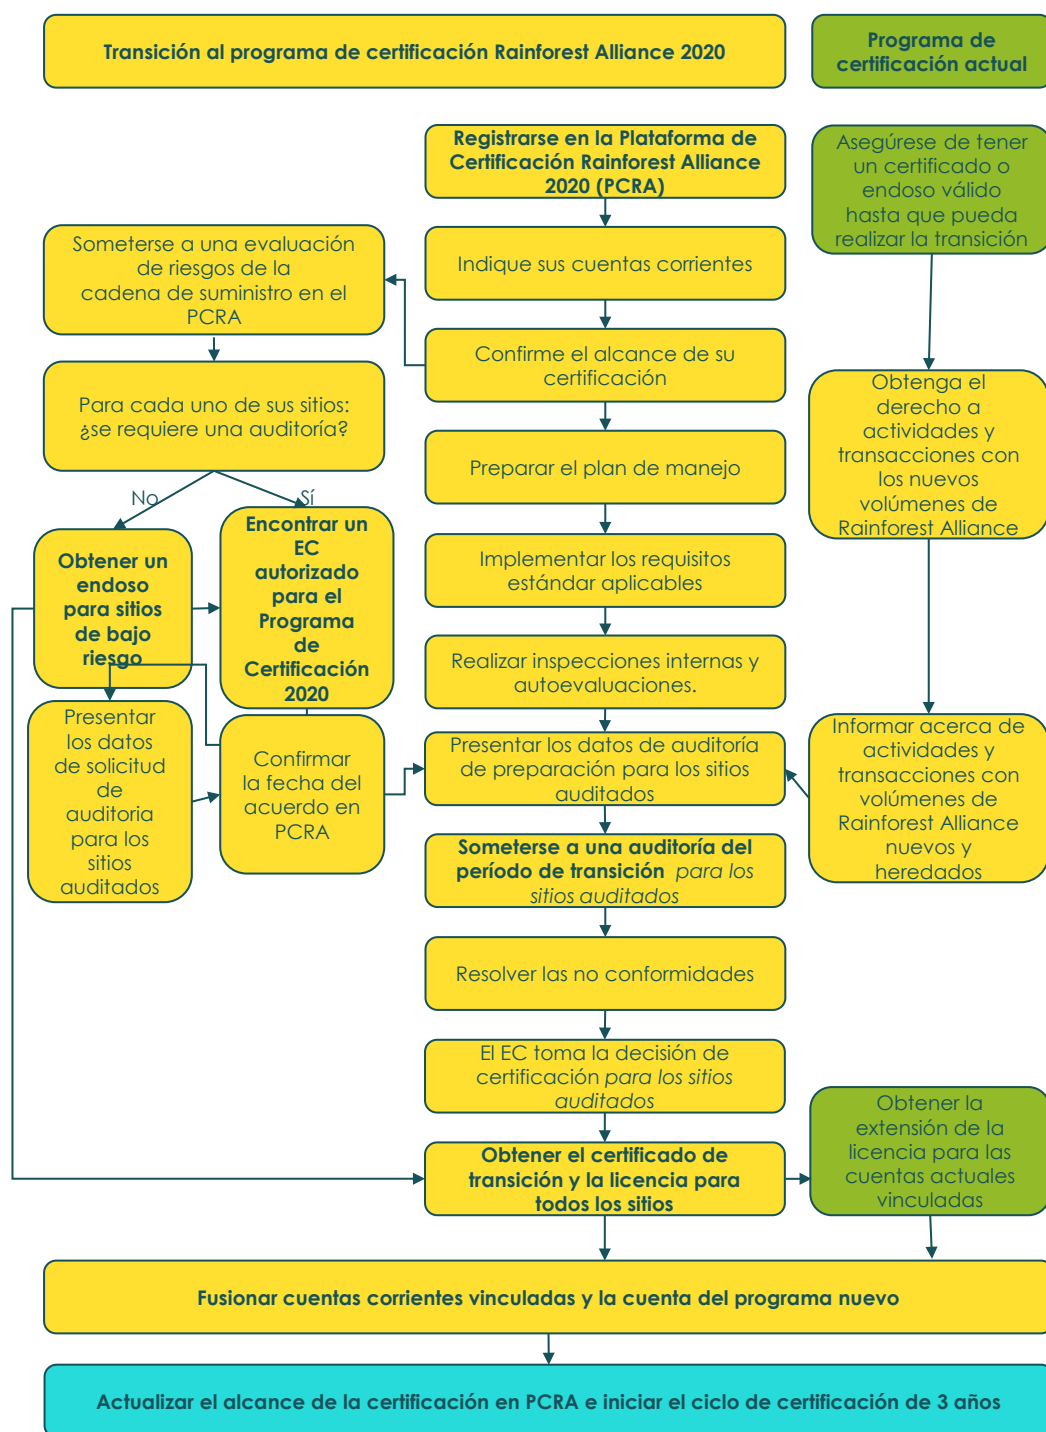 Transición al programa de certificación Rainforest Alliance 2020
Programa de
certificación actual
Registrarse en la Plataforma de
Certificación Rainforest Alliance
2020 (PCRA)
Asegúrese de tener
un certificado o
endoso válido
hasta que pueda
realizar la transición
Someterse a una evaluación
de riesgos de la
cadena de suministro en el
PCRA
Indique sus cuentas corrientes
Confirme el alcance de su
certificación
Para cada uno de sus sitios:
¿se requiere una auditoría?
Obtenga el
derecho a
actividades y
transacciones con
los nuevos
volúmenes de
Rainforest Alliance
Preparar el plan de manejo
No
Sí
Obtener un
endoso
para sitios
de bajo
riesgo
Encontrar un
EC
autorizado
para el
Programa
de
Certificación
2020
Implementar los requisitos
estándar aplicables
Realizar inspecciones internas y
autoevaluaciones.
Presentar
los datos
de solicitud
de
auditoria
para los
sitios
auditados
Confirmar
la fecha del
acuerdo en
PCRA
Presentar los datos de auditoría
de preparación para los sitios
auditados
Informar acerca de
actividades y
transacciones con
volúmenes de
Rainforest Alliance
nuevos y
heredados
Someterse a una auditoría del
período de transición para los
sitios auditados
Resolver las no conformidades
El EC toma la decisión de
certificación para los sitios
auditados
Obtener la
extensión de la
licencia para las
cuentas actuales
vinculadas
Obtener el certificado de
transición y la licencia para
todos los sitios
Fusionar cuentas corrientes vinculadas y la cuenta del programa nuevo
Actualizar el alcance de la certificación en PCRA e iniciar el ciclo de certificación de 3 años